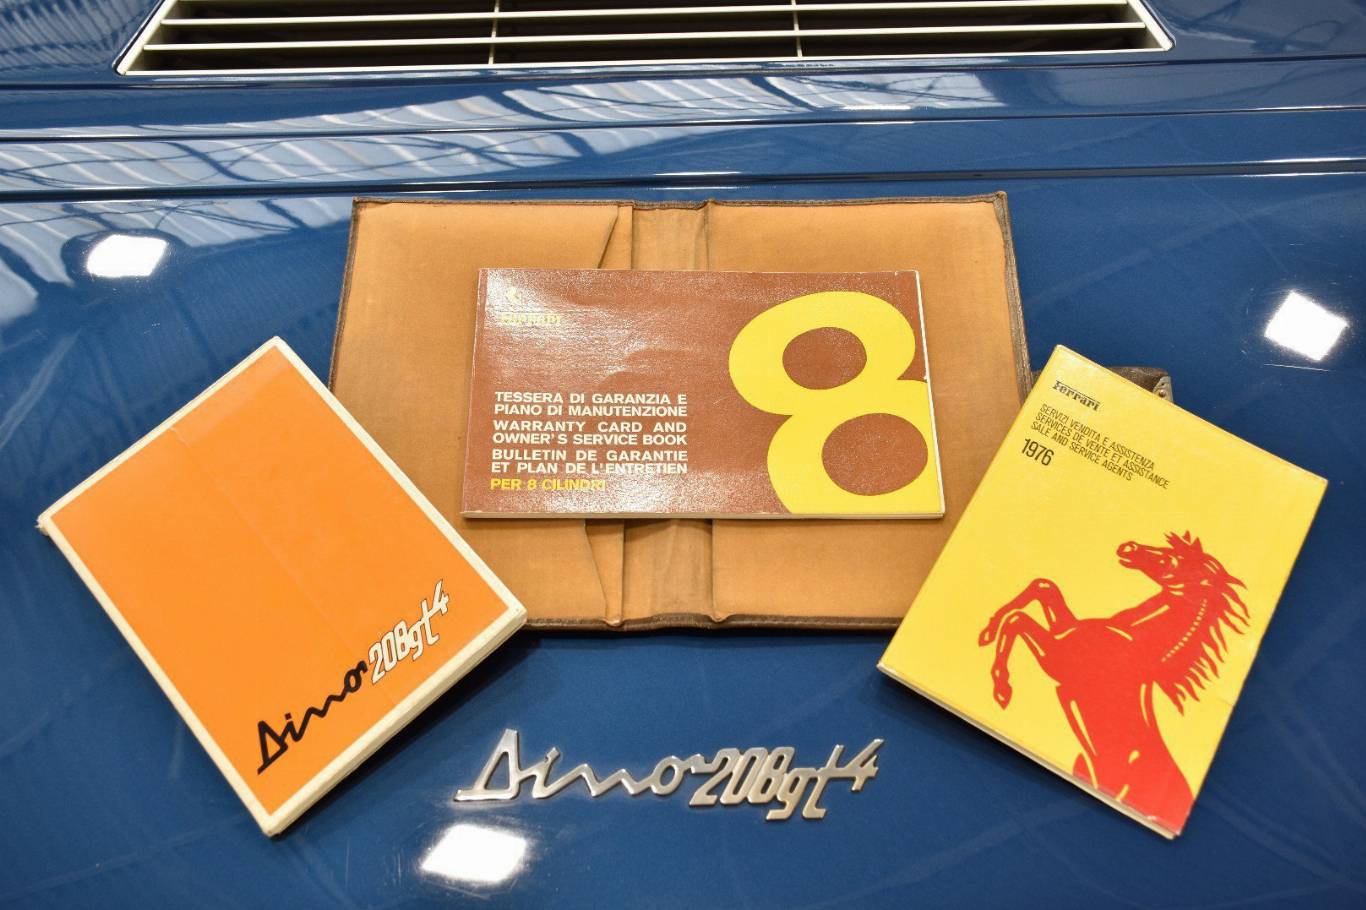 Ferrari
TESSERA DI GARANZIA E
PIANO DI MANUTENZIONE
WARRANTY CARD AND
OWNER'S SERVICE BOOK
BULLETIN DE GARANTIE
ET PLAN DE L'ENTRETIEN
PER 8 CILINDRI
8
Dino 208gt4
Ferrari
SERVIZI VENDITA E ASSISTENZA
SERVICES DE VENTE ET ASSISTANCE
SALE AND SERVICE AGENTS
1976
Dino 208gt4